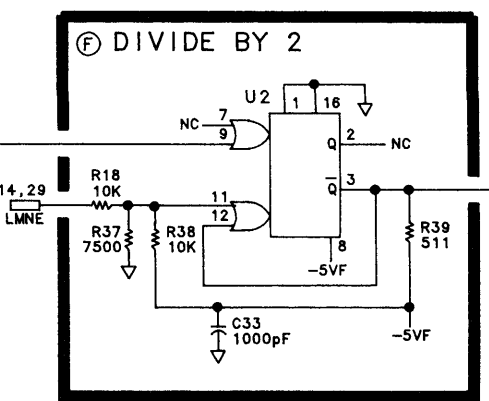 F DIVIDE BY 2
U2
1 16
NC 7
9
Q 2 NC
14,29
LMNE
R18
10K
11
12
Q̅ 3
R37
7500
R38
10K
R39
511
8
-5VF
C33
1000pF
-5VF